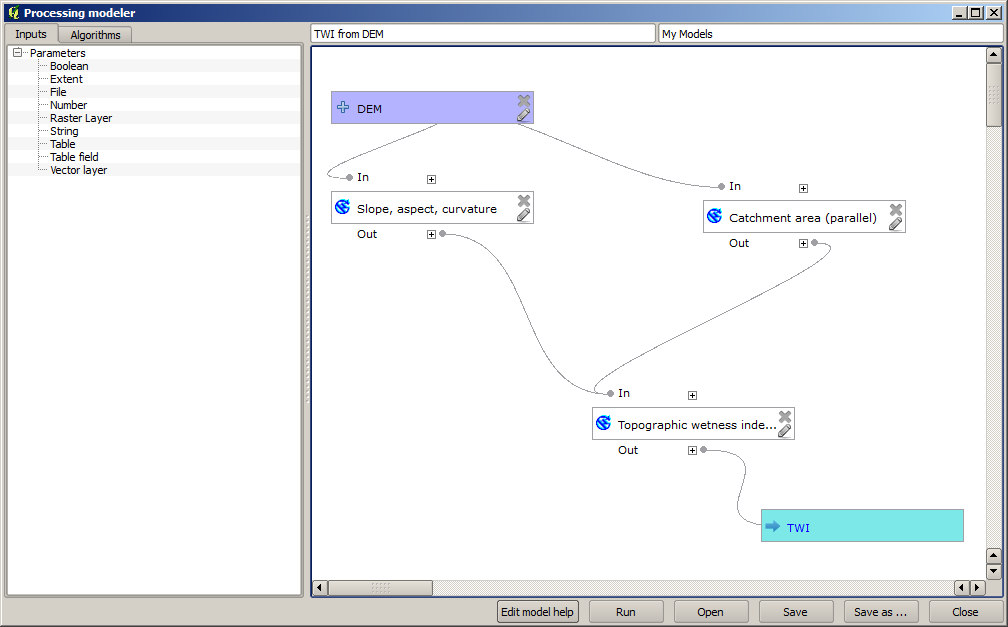 Processing modeler
Inputs Algorithms
TWI from DEM
My Models
Parameters
Boolean
Extent
File
Number
Raster Layer
String
Table
Table field
Vector layer
DEM
In
Slope, aspect, curvature
Out
In
Catchment area (parallel)
Out
In
Topographic wetness inde...
Out
TWI
Edit model help Run Open Save Save as ... Close